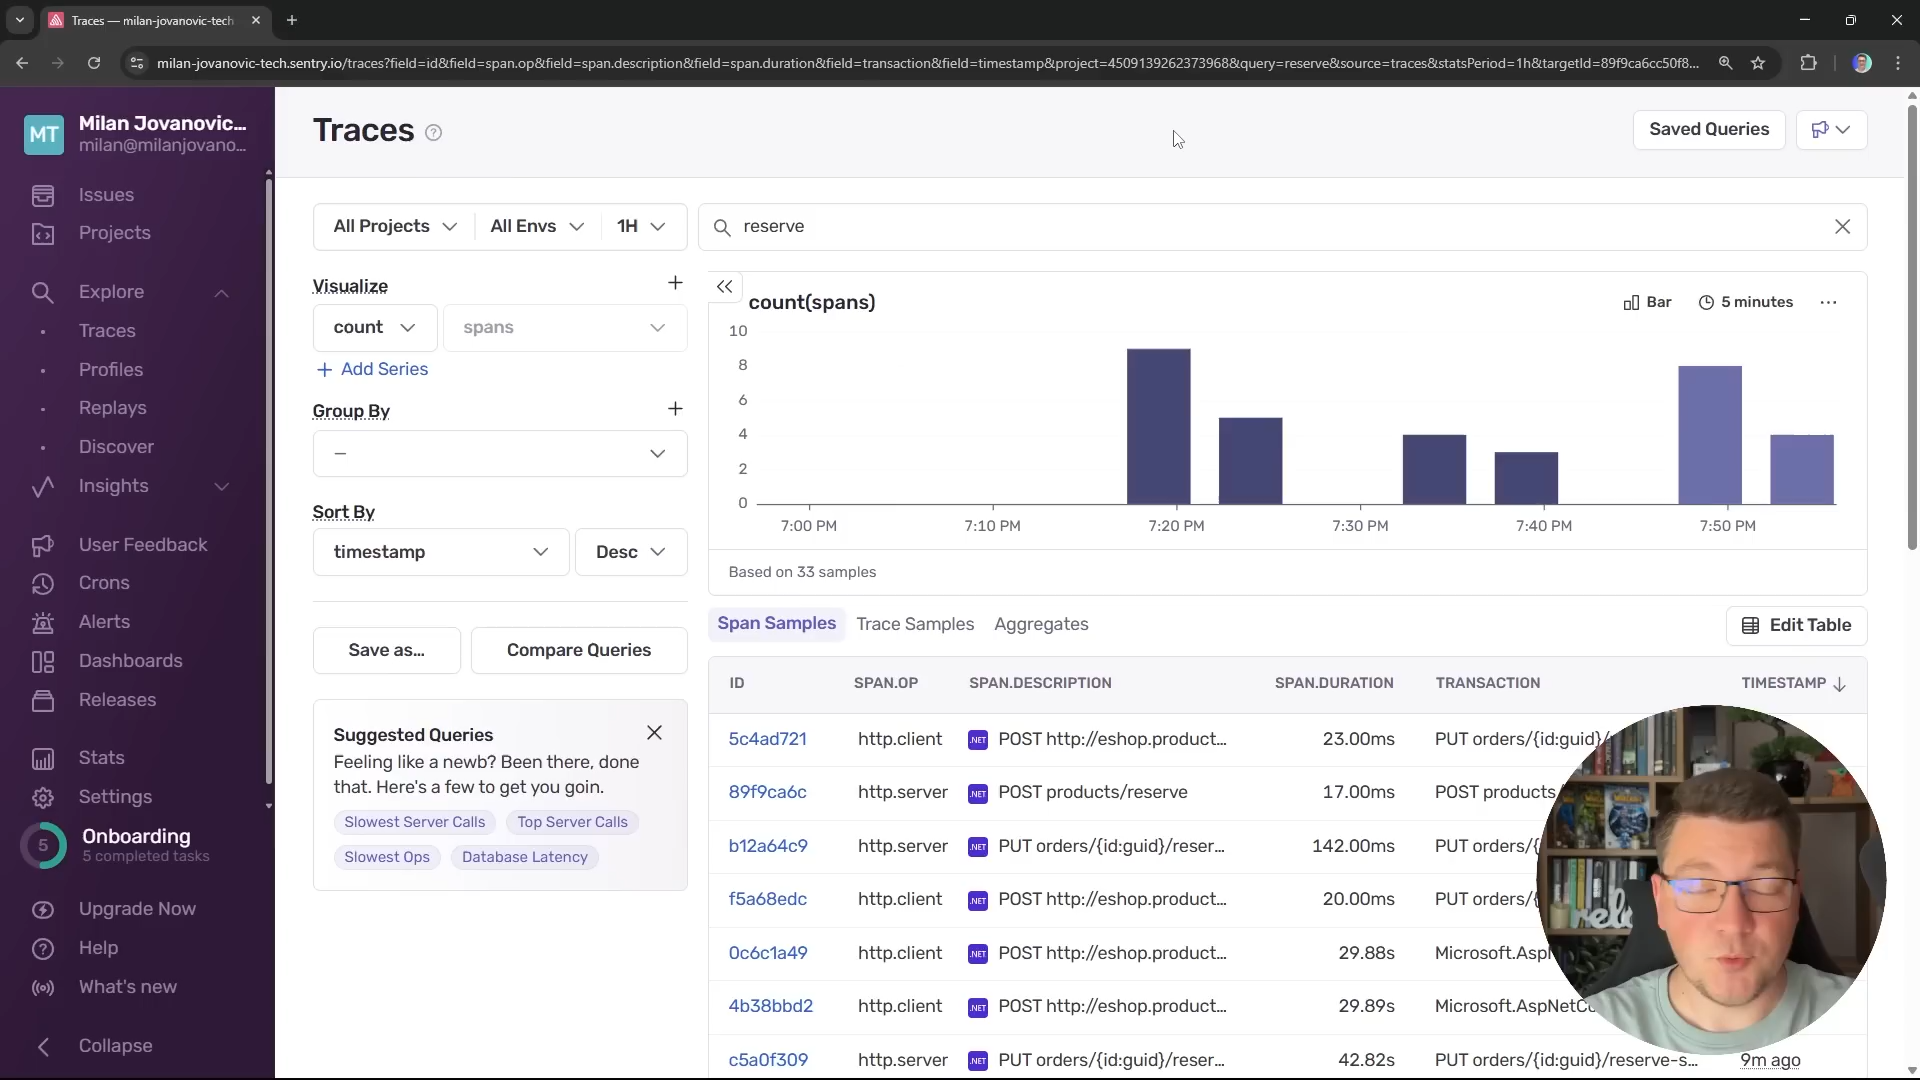 Traces — milan-jovanovic-tech
milan-jovanovic-tech.sentry.io/traces?field=id&field=span.op&field=span.description&field=span.duration&field=transaction&field=timestamp&project=4509139262373968&query=reserve&source=traces&statsPeriod=1h&targetId=89f9ca6cc50f8...
MT
Milan Jovanovic...
milan@milanjovano...
Issues
Projects
Explore
Traces
Profiles
Replays
Discover
Insights
User Feedback
Crons
Alerts
Dashboards
Releases
Stats
Settings
5
Onboarding
5 completed tasks
Upgrade Now
Help
What's new
Collapse
Traces
Saved Queries
All Projects
All Envs
1H
reserve
Visualize
count
spans
Add Series
Group By
—
Sort By
timestamp
Desc
Save as...
Compare Queries
Suggested Queries
Feeling like a newb? Been there, done
that. Here's a few to get you goin.
Slowest Server Calls
Top Server Calls
Slowest Ops
Database Latency
count(spans)
Bar
5 minutes
10
8
6
4
2
0
7:00 PM
7:10 PM
7:20 PM
7:30 PM
7:40 PM
7:50 PM
Based on 33 samples
Span Samples
Trace Samples
Aggregates
Edit Table
ID SPAN.OP SPAN.DESCRIPTION SPAN.DURATION TRANSACTION TIMESTAMP
5c4ad721 http.client .NET POST http://eshop.product... 23.00ms PUT orders/{id:guid}/
89f9ca6c http.server .NET POST products/reserve 17.00ms POST products/
b12a64c9 http.server .NET PUT orders/{id:guid}/reser... 142.00ms PUT orders/{
f5a68edc http.client .NET POST http://eshop.product... 20.00ms PUT orders/{
0c6c1a49 http.client .NET POST http://eshop.product... 29.88s Microsoft.Asp
4b38bbd2 http.client .NET POST http://eshop.product... 29.89s Microsoft.AspNetC
c5a0f309 http.server .NET PUT orders/{id:guid}/reser... 42.82s PUT orders/{id:guid}/reserve-s... 9m ago